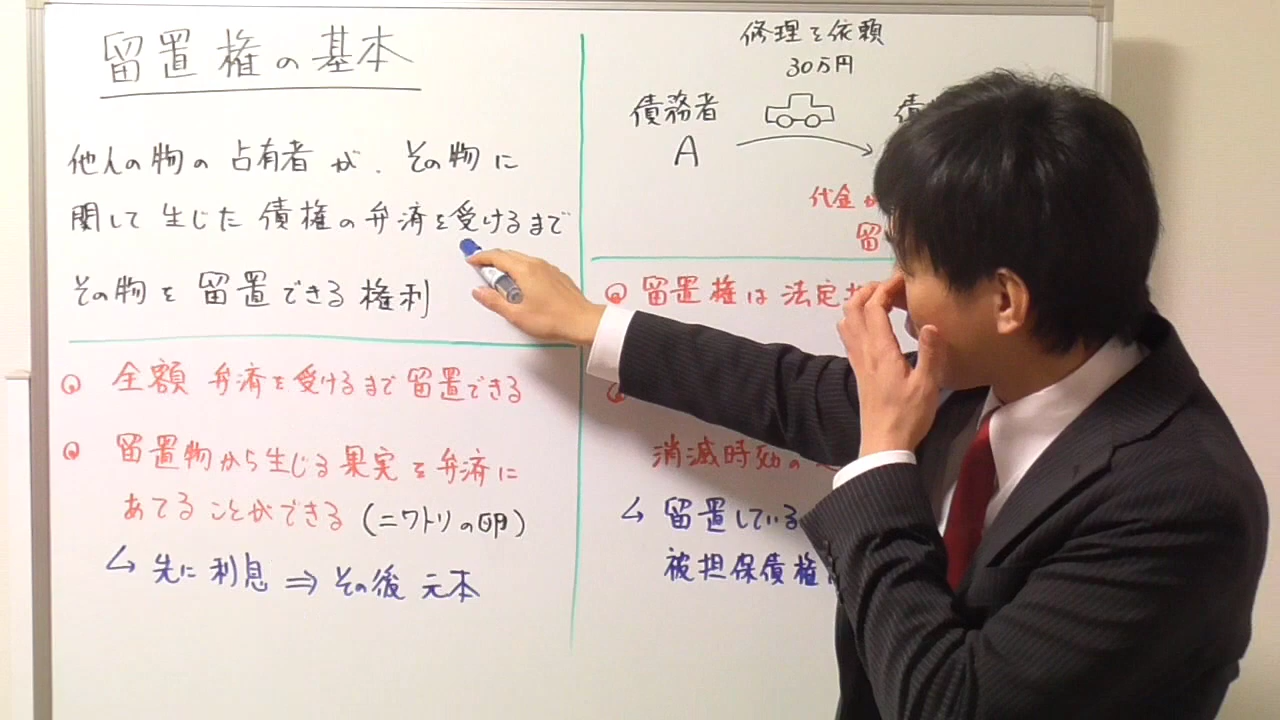 留置権の基本
他人の物の占有者が、その物に
関して生じた債権の弁済を受けるまで
その物を留置できる権利
全額弁済を受けるまで留置できる
留置物から生じる果実を弁済に
あてることができる（ニワトリの卵）
↳ 先に利息 ⇒ その後 元本
修理を依頼
30万円
債務者
A
債
代金
留
留置権は法定
消滅時効の
↳ 留置している
被担保債権